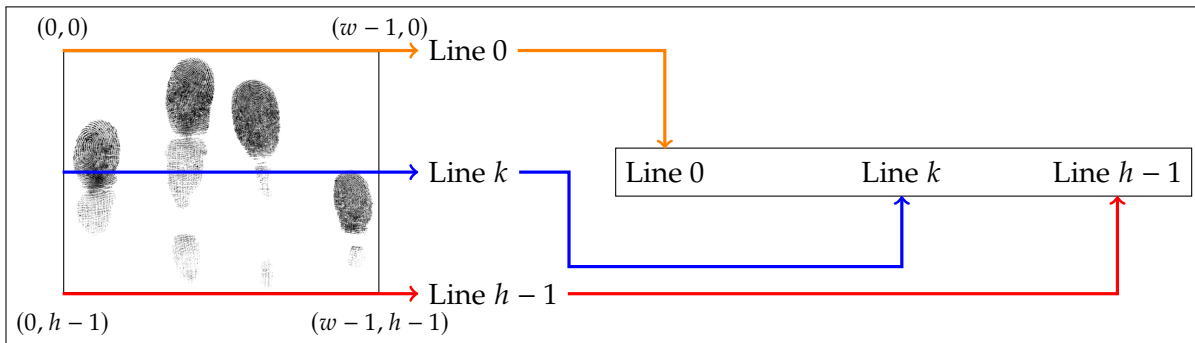 (0, 0) (w − 1, 0)
Line 0
Line k
Line 0 Line k Line h − 1
Line h − 1
(0, h − 1) (w − 1, h − 1)